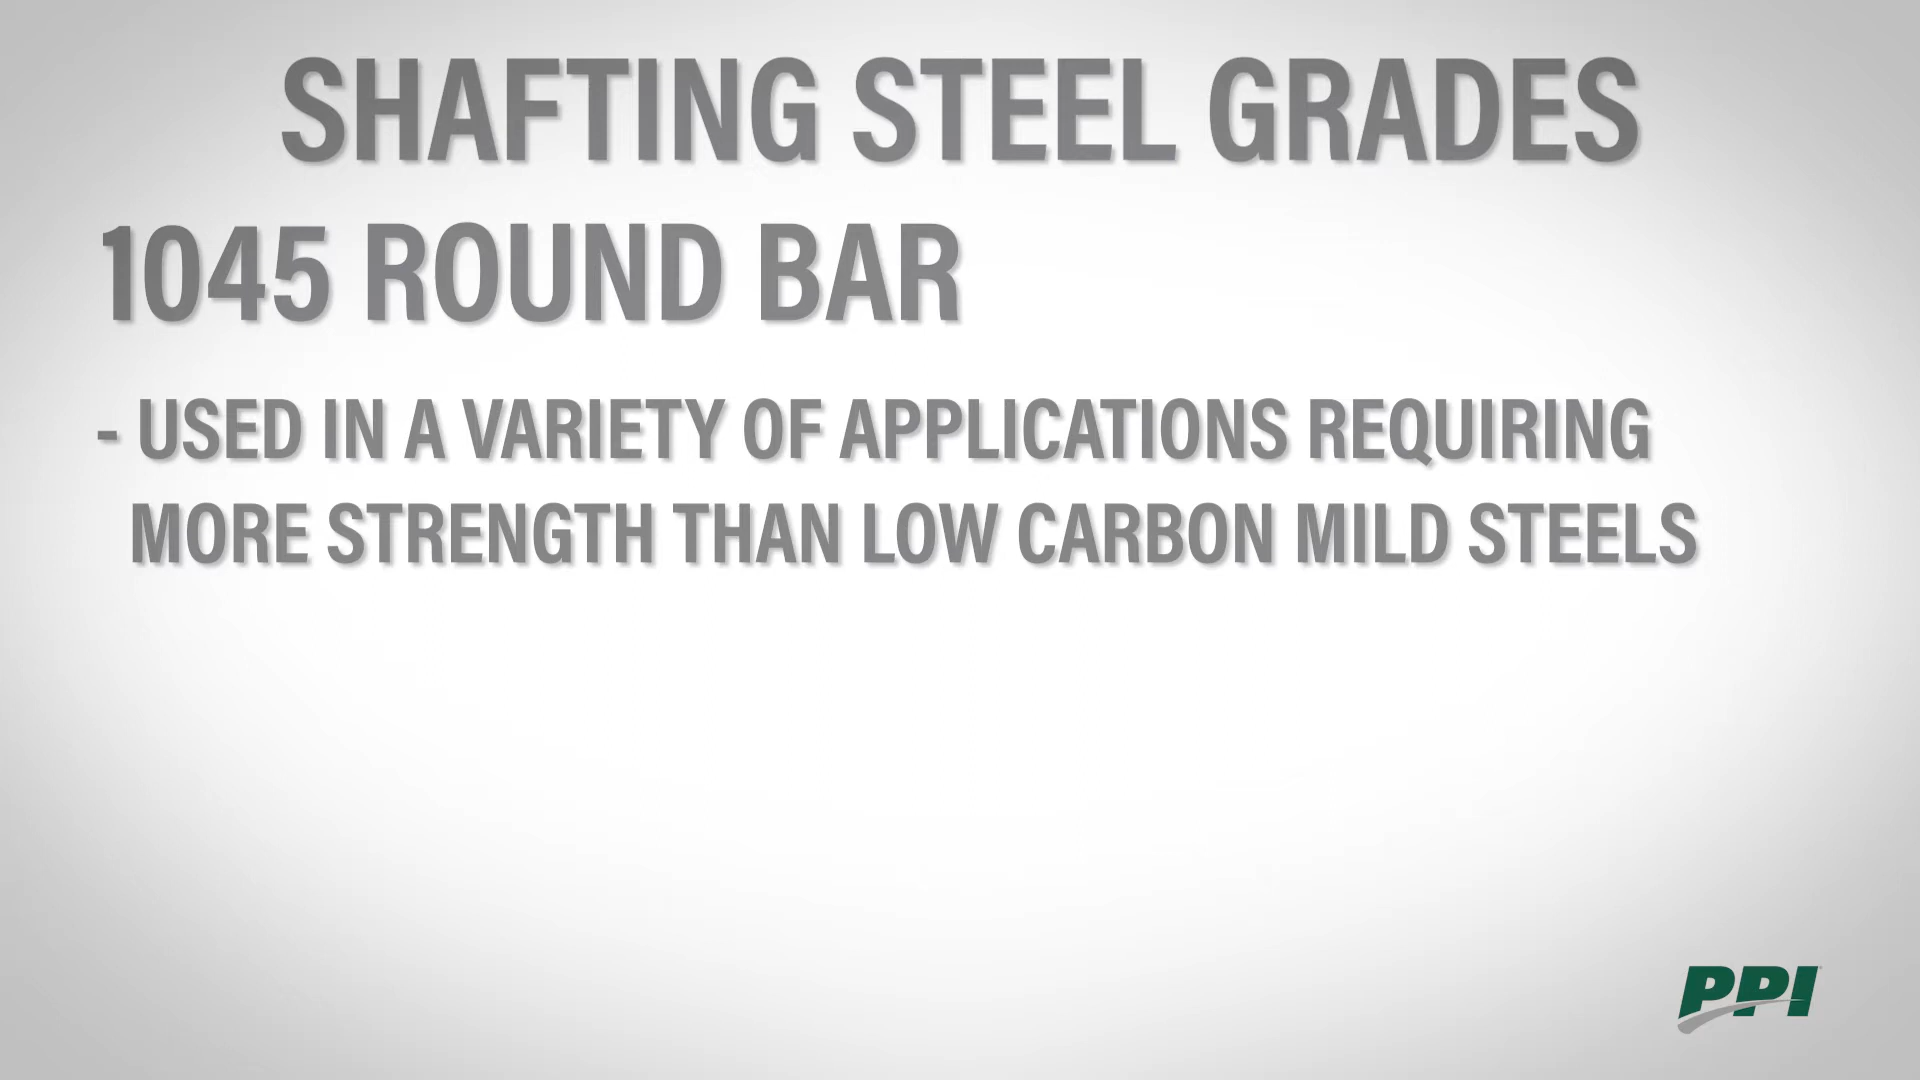 SHAFTING STEEL GRADES
1045 ROUND BAR
- USED IN A VARIETY OF APPLICATIONS REQUIRING
MORE STRENGTH THAN LOW CARBON MILD STEELS
PPI